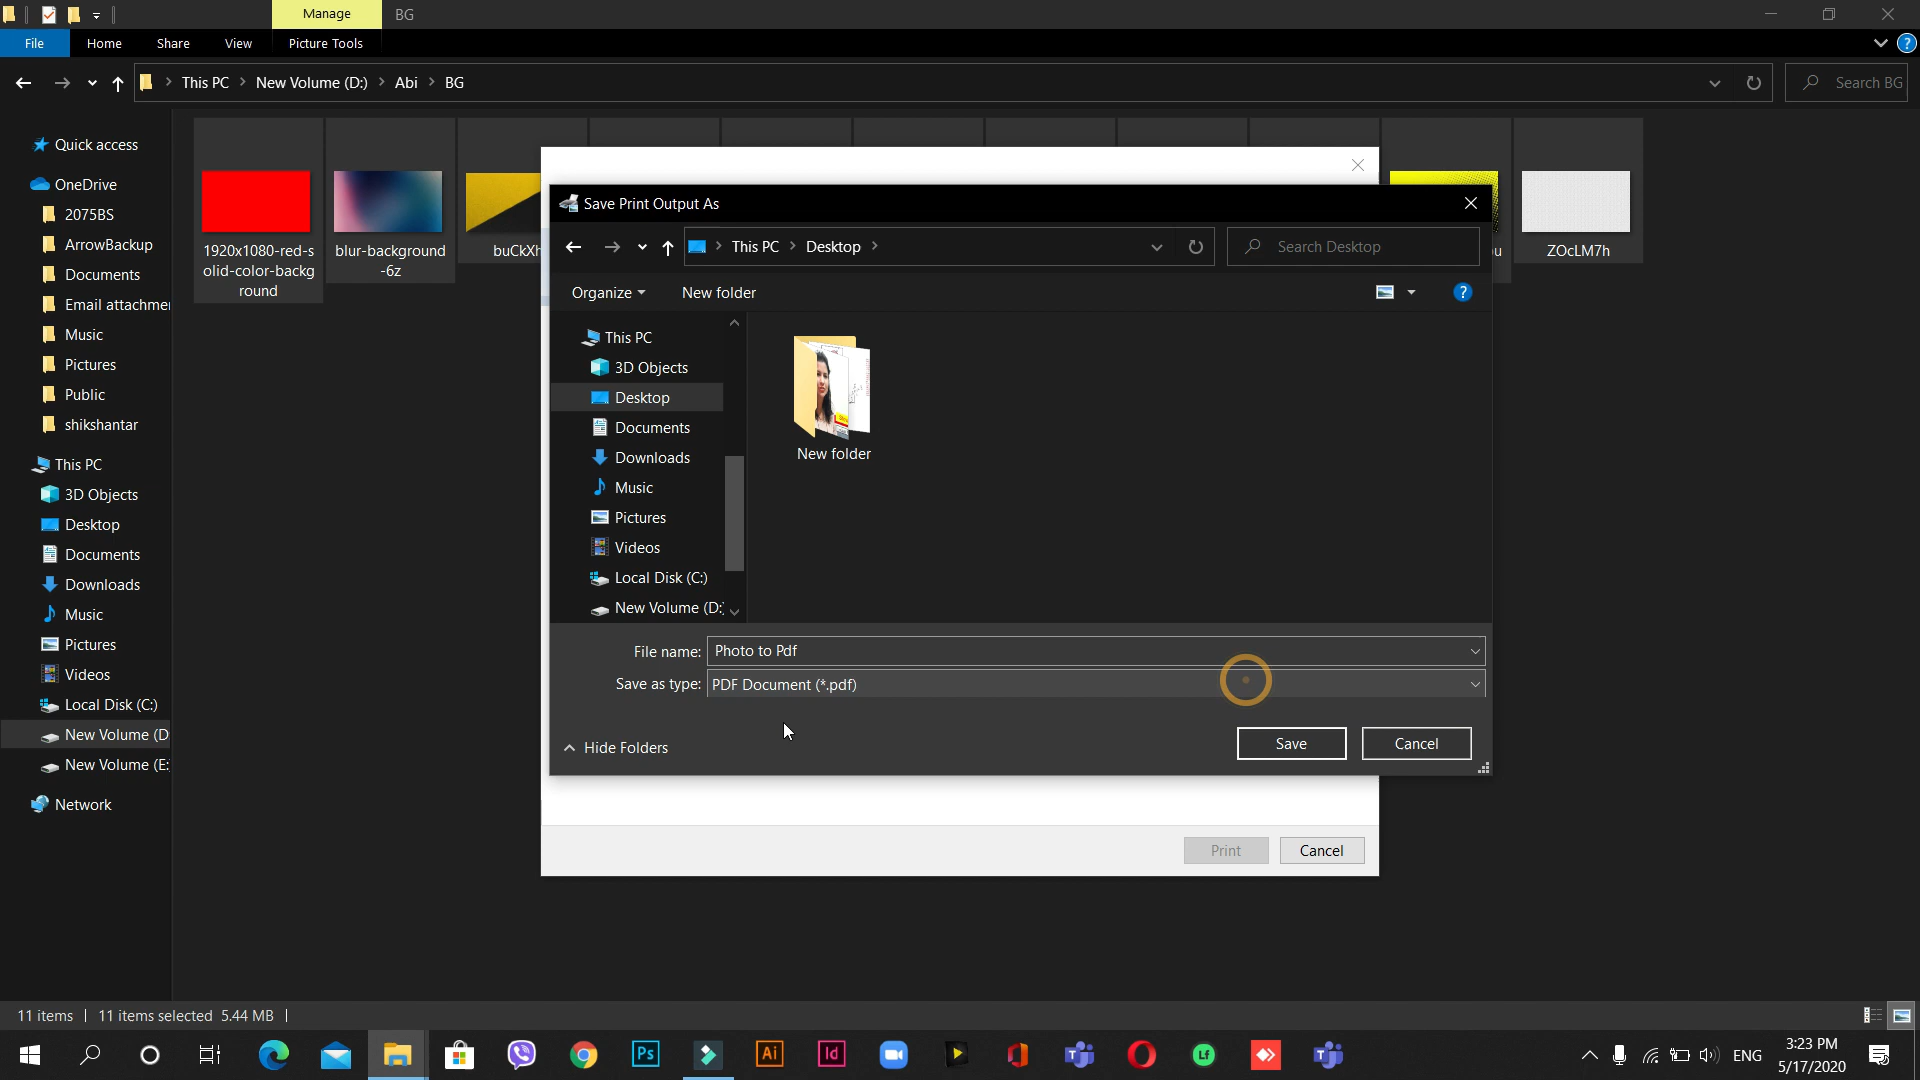 Manage
BG
File
Home
Share
View
Picture Tools
This PC
New Volume (D:)
Abi
BG
Search BG
Quick access
OneDrive
2075BS
ArrowBackup
Documents
Email attachmer
Music
Pictures
Public
shikshantar
This PC
3D Objects
Desktop
Documents
Downloads
Music
Pictures
Videos
Local Disk (C:)
New Volume (D
New Volume (E:
Network
1920x1080-red-s
olid-color-backg
round
blur-background
-6z
buCkXh
ZOcLM7h
Save Print Output As
This PC
Desktop
Search Desktop
Organize
New folder
This PC
3D Objects
Desktop
Documents
Downloads
Music
Pictures
Videos
Local Disk (C:)
New Volume (D:
New folder
File name:
Photo to Pdf
Save as type:
PDF Document (*.pdf)
Hide Folders
Save
Cancel
Print
Cancel
11 items
11 items selected 5.44 MB
Ps
Ai
Id
Lf
ENG
3:23 PM
5/17/2020